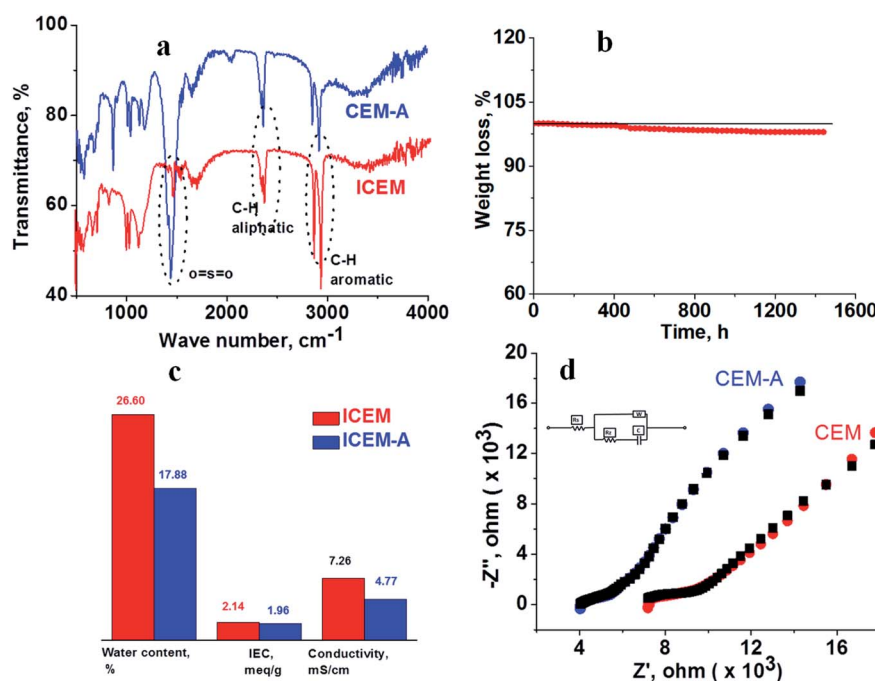 a
Transmittance, %
100
80
60
40
CEM-A
ICEM
C-H
aliphatic
C-H
aromatic
o=s=o
1000
2000
3000
4000
Wave number, cm⁻¹
b
Weight loss, %
120
105
90
75
60
0
400
800
1200
1600
Time, h
c
26.60
17.88
ICEM
ICEM-A
2.14
1.96
7.26
4.77
Water content,
%
IEC,
meq/g
Conductivity,
mS/cm
d
-Z'', ohm ( x 10³)
20
16
12
8
4
0
CEM-A
CEM
W
C
4
8
12
16
Z', ohm ( x 10³)